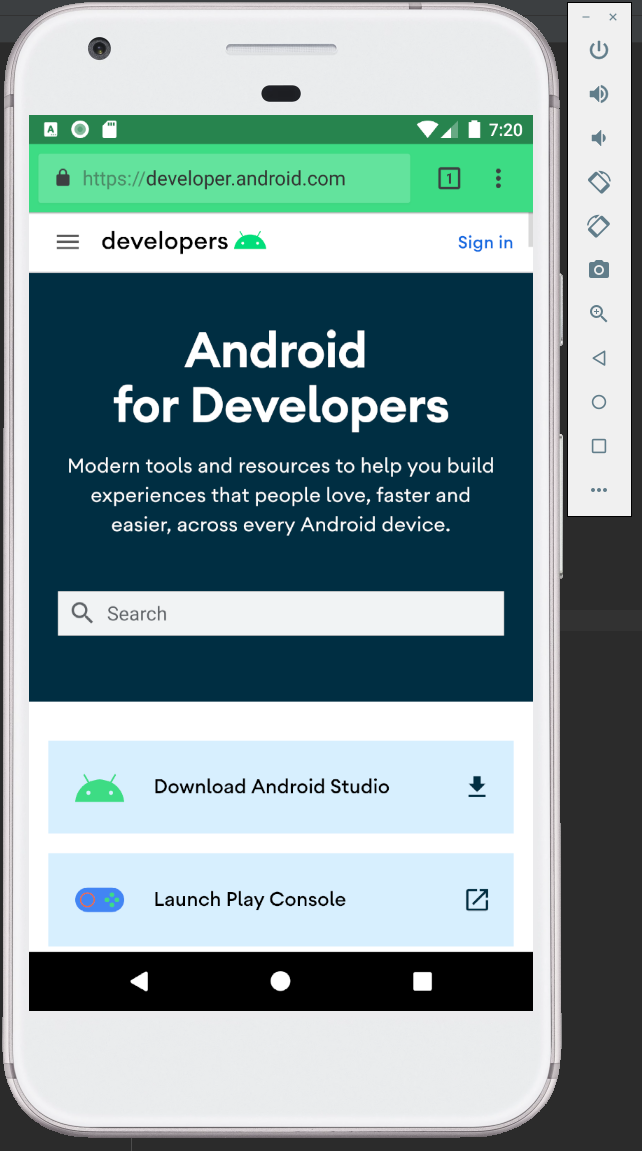 A
7:20
https://developer.android.com
1
developers
Sign in
Android
for Developers
Modern tools and resources to help you build
experiences that people love, faster and
easier, across every Android device.
Search
Download Android Studio
Launch Play Console